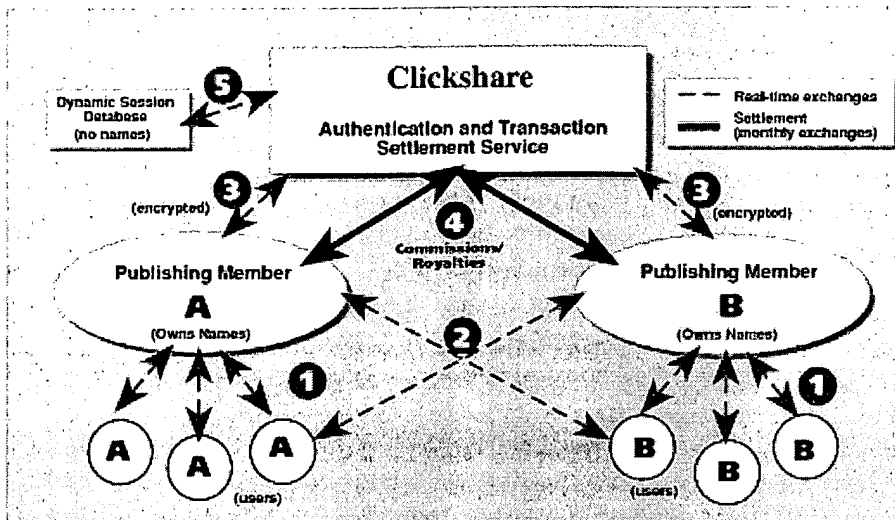 Clickshare
Authentication and Transaction
Settlement Service
5
Dynamic Session
Database
(no names)
Real-time exchanges
Settlement
(monthly exchanges)
3
(encrypted)
3
(encrypted)
4
Commissions/
Royalties
Publishing Member
A
(Owns Names)
Publishing Member
B
(Owns Names)
2
1
1
A
A
A
(users)
B
B
B
(users)